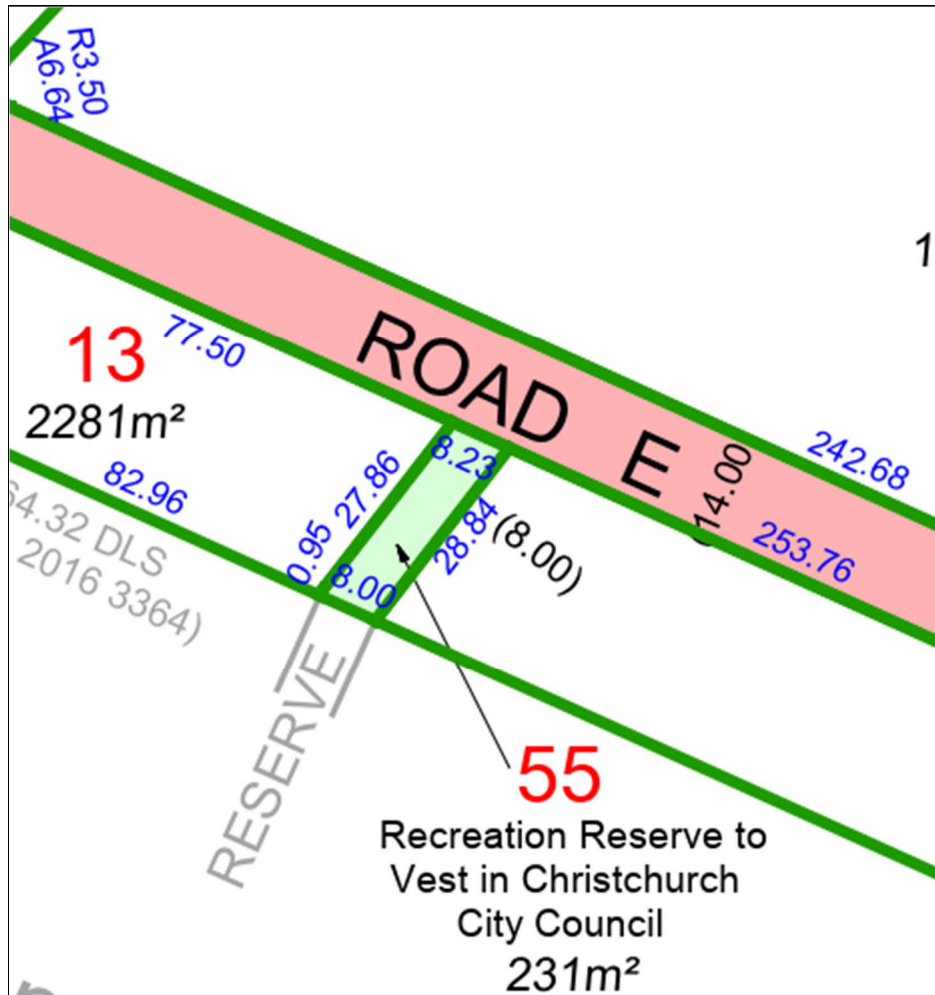 R3.50
A6.64
1
ROAD E
13
77.50
2281m²
14.00
242.68
8.23
82.96
27.86
28.84
(8.00)
253.76
64.32 DLS
2016 3364)
0.95
8.00
RESERVE
55
Recreation Reserve to
Vest in Christchurch
City Council
231m²